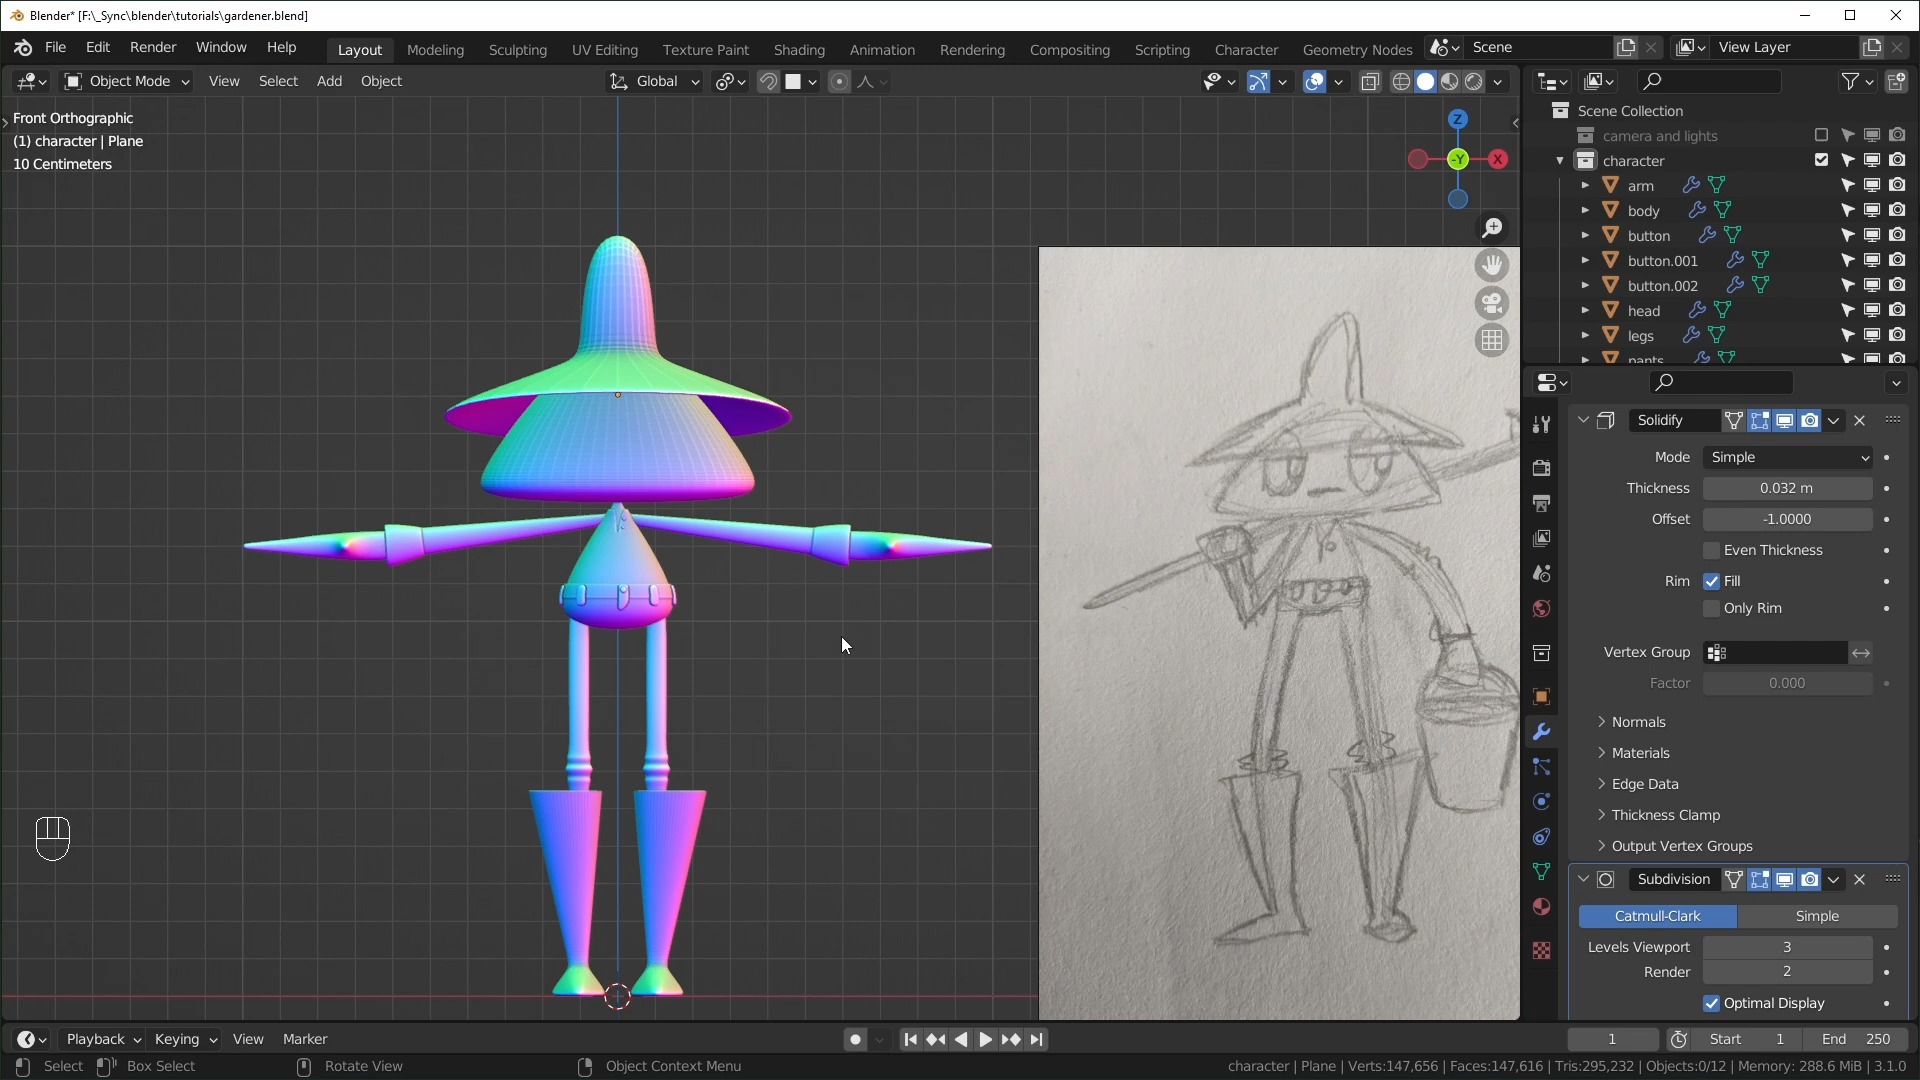 Blender* [F:\_Sync\blender\tutorials\gardener.blend]
File Edit Render Window Help Layout Modeling Sculpting UV Editing Texture Paint Shading Animation Rendering Compositing Scripting Character Geometry Nodes Scene View Layer
Object Mode View Select Add Object Global
Front Orthographic
(1) character | Plane
10 Centimeters
Z
-Y
X
Scene Collection
camera and lights
character
arm
body
button
button.001
button.002
head
legs
pants
Solidify
Mode Simple
Thickness 0.032 m
Offset -1.0000
Even Thickness
Rim Fill
Only Rim
Vertex Group
Factor 0.000
Normals
Materials
Edge Data
Thickness Clamp
Output Vertex Groups
Subdivision
Catmull-Clark Simple
Levels Viewport 3
Render 2
Optimal Display
Playback Keying View Marker 1 Start 1 End 250
Select Box Select Rotate View Object Context Menu character | Plane | Verts:147,656 | Faces:147,616 | Tris:295,232 | Objects:0/12 | Memory: 288.6 MiB | 3.1.0